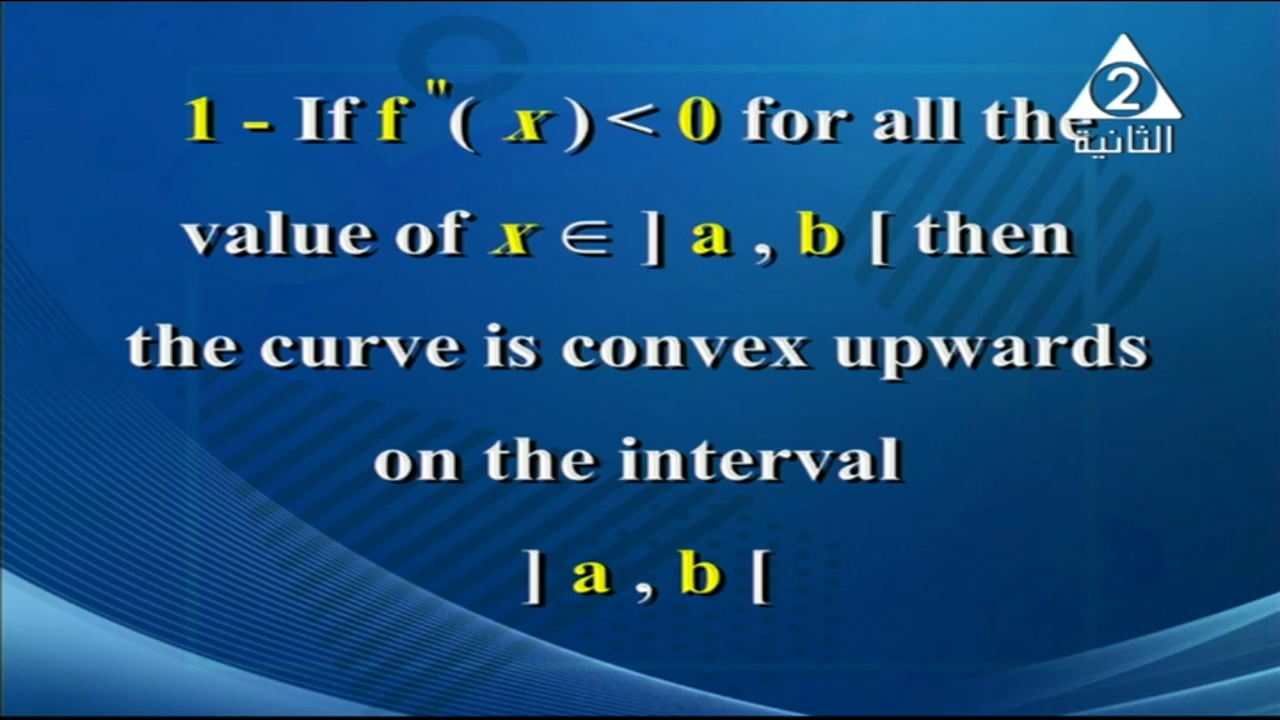 2
الثانية
1 - If f "( x ) < 0 for all the
value of x ∈ ] a , b [ then
the curve is convex upwards
on the interval
] a , b [